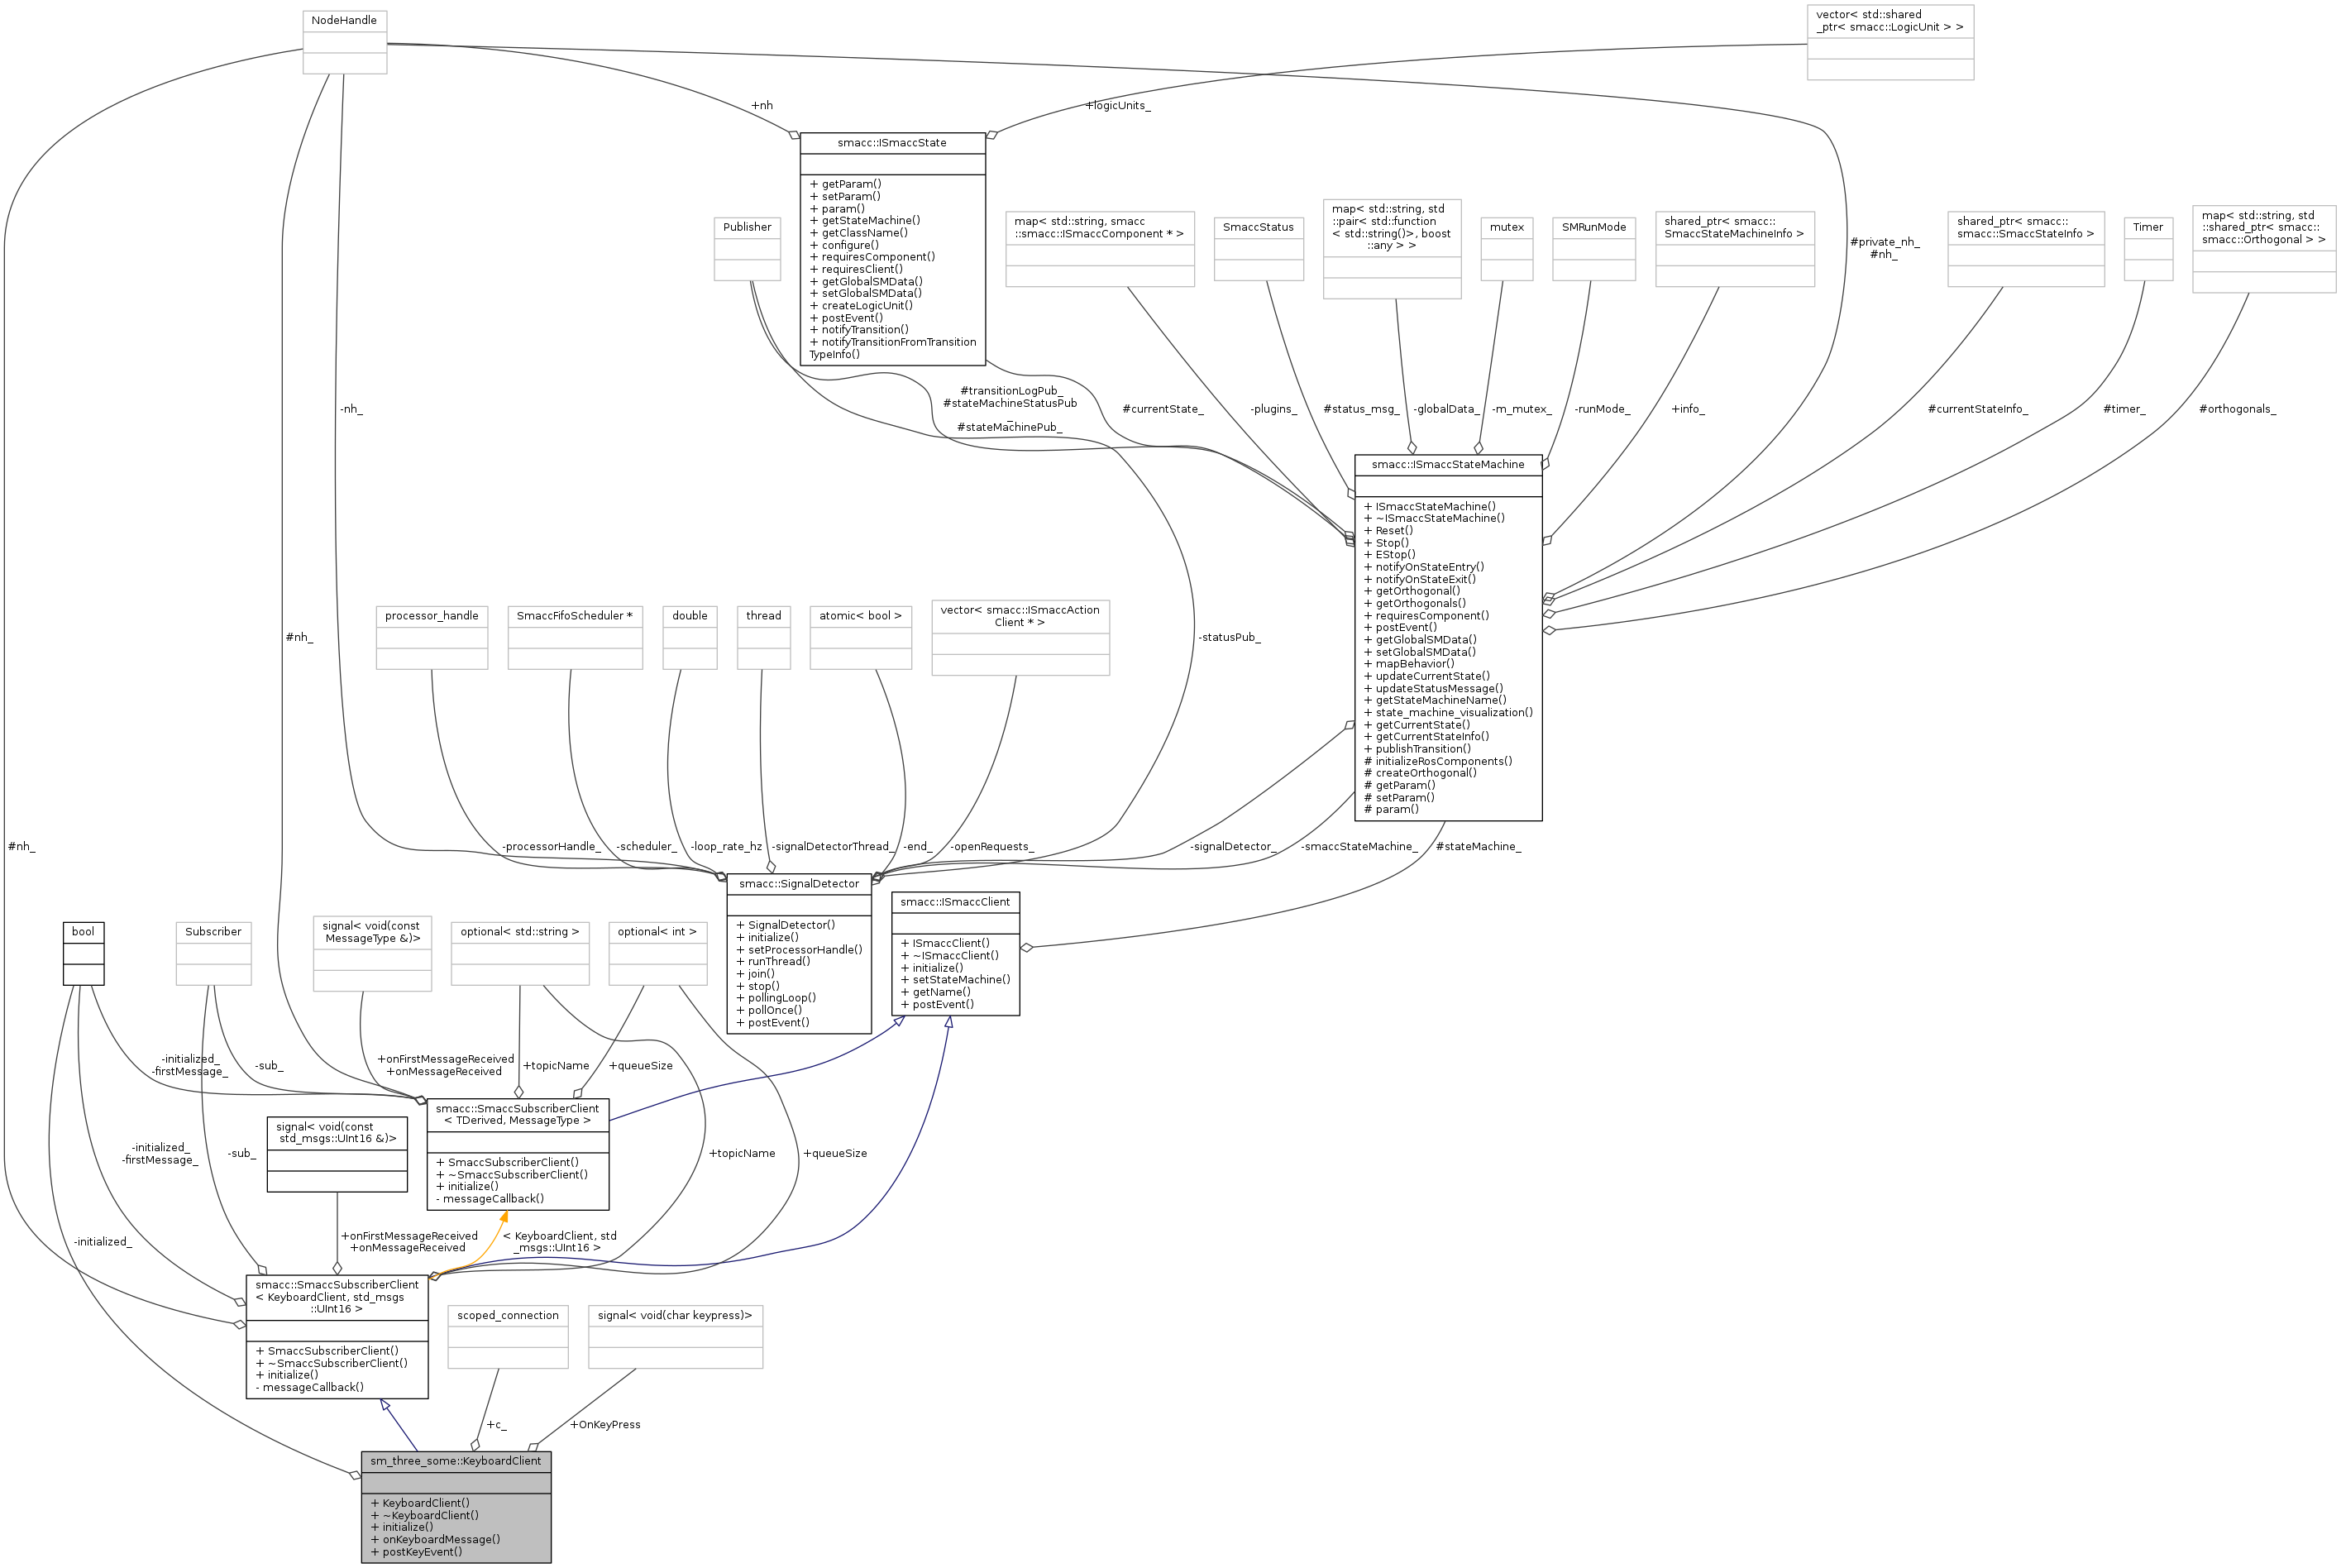 NodeHandle
vector< std::shared
_ptr< smacc::LogicUnit > >
+nh
+logicUnits_
smacc::ISmaccState
+ getParam()
+ setParam()
+ param()
+ getStateMachine()
+ getClassName()
+ configure()
+ requiresComponent()
+ requiresClient()
+ getGlobalSMData()
+ setGlobalSMData()
+ createLogicUnit()
+ postEvent()
+ notifyTransition()
+ notifyTransitionFromTransition
TypeInfo()
Publisher
map< std::string, smacc
::smacc::ISmaccComponent * >
SmaccStatus
map< std::string, std
::pair< std::function
< std::string()>, boost
::any > >
mutex
SMRunMode
shared_ptr< smacc::
SmaccStateMachineInfo >
#private_nh_
#nh_
shared_ptr< smacc::
smacc::SmaccStateInfo >
Timer
map< std::string, std
::shared_ptr< smacc::
smacc::Orthogonal > >
-nh_
#transitionLogPub_
#stateMachineStatusPub
_
#stateMachinePub_
#currentState_
-plugins_
#status_msg_
-globalData_
-m_mutex_
-runMode_
+info_
#currentStateInfo_
#timer_
#orthogonals_
smacc::ISmaccStateMachine
+ ISmaccStateMachine()
+ ~ISmaccStateMachine()
+ Reset()
+ Stop()
+ EStop()
+ notifyOnStateEntry()
+ notifyOnStateExit()
+ getOrthogonal()
+ getOrthogonals()
+ requiresComponent()
+ postEvent()
+ getGlobalSMData()
+ setGlobalSMData()
+ mapBehavior()
+ updateCurrentState()
+ updateStatusMessage()
+ getStateMachineName()
+ state_machine_visualization()
+ getCurrentState()
+ getCurrentStateInfo()
+ publishTransition()
# initializeRosComponents()
# createOrthogonal()
# getParam()
# setParam()
# param()
#nh_
processor_handle
SmaccFifoScheduler *
double
thread
atomic< bool >
vector< smacc::ISmaccAction
Client * >
-statusPub_
#nh_
-processorHandle_
-scheduler_
-loop_rate_hz
-signalDetectorThread_
-end_
-openRequests_
-signalDetector_
-smaccStateMachine_
#stateMachine_
smacc::SignalDetector
+ SignalDetector()
+ initialize()
+ setProcessorHandle()
+ runThread()
+ join()
+ stop()
+ pollingLoop()
+ pollOnce()
+ postEvent()
smacc::ISmaccClient
+ ISmaccClient()
+ ~ISmaccClient()
+ initialize()
+ setStateMachine()
+ getName()
+ postEvent()
bool
Subscriber
signal< void(const
MessageType &)>
optional< std::string >
optional< int >
-initialized_
-firstMessage_
-sub_
+onFirstMessageReceived
+onMessageReceived
+topicName
+queueSize
smacc::SmaccSubscriberClient
< TDerived, MessageType >
+ SmaccSubscriberClient()
+ ~SmaccSubscriberClient()
+ initialize()
- messageCallback()
signal< void(const
std_msgs::UInt16 &)>
-initialized_
-firstMessage_
-sub_
+topicName
+queueSize
-initialized_
+onFirstMessageReceived
+onMessageReceived
< KeyboardClient, std
_msgs::UInt16 >
smacc::SmaccSubscriberClient
< KeyboardClient, std_msgs
::UInt16 >
+ SmaccSubscriberClient()
+ ~SmaccSubscriberClient()
+ initialize()
- messageCallback()
scoped_connection
signal< void(char keypress)>
+c_
+OnKeyPress
sm_three_some::KeyboardClient
+ KeyboardClient()
+ ~KeyboardClient()
+ initialize()
+ onKeyboardMessage()
+ postKeyEvent()